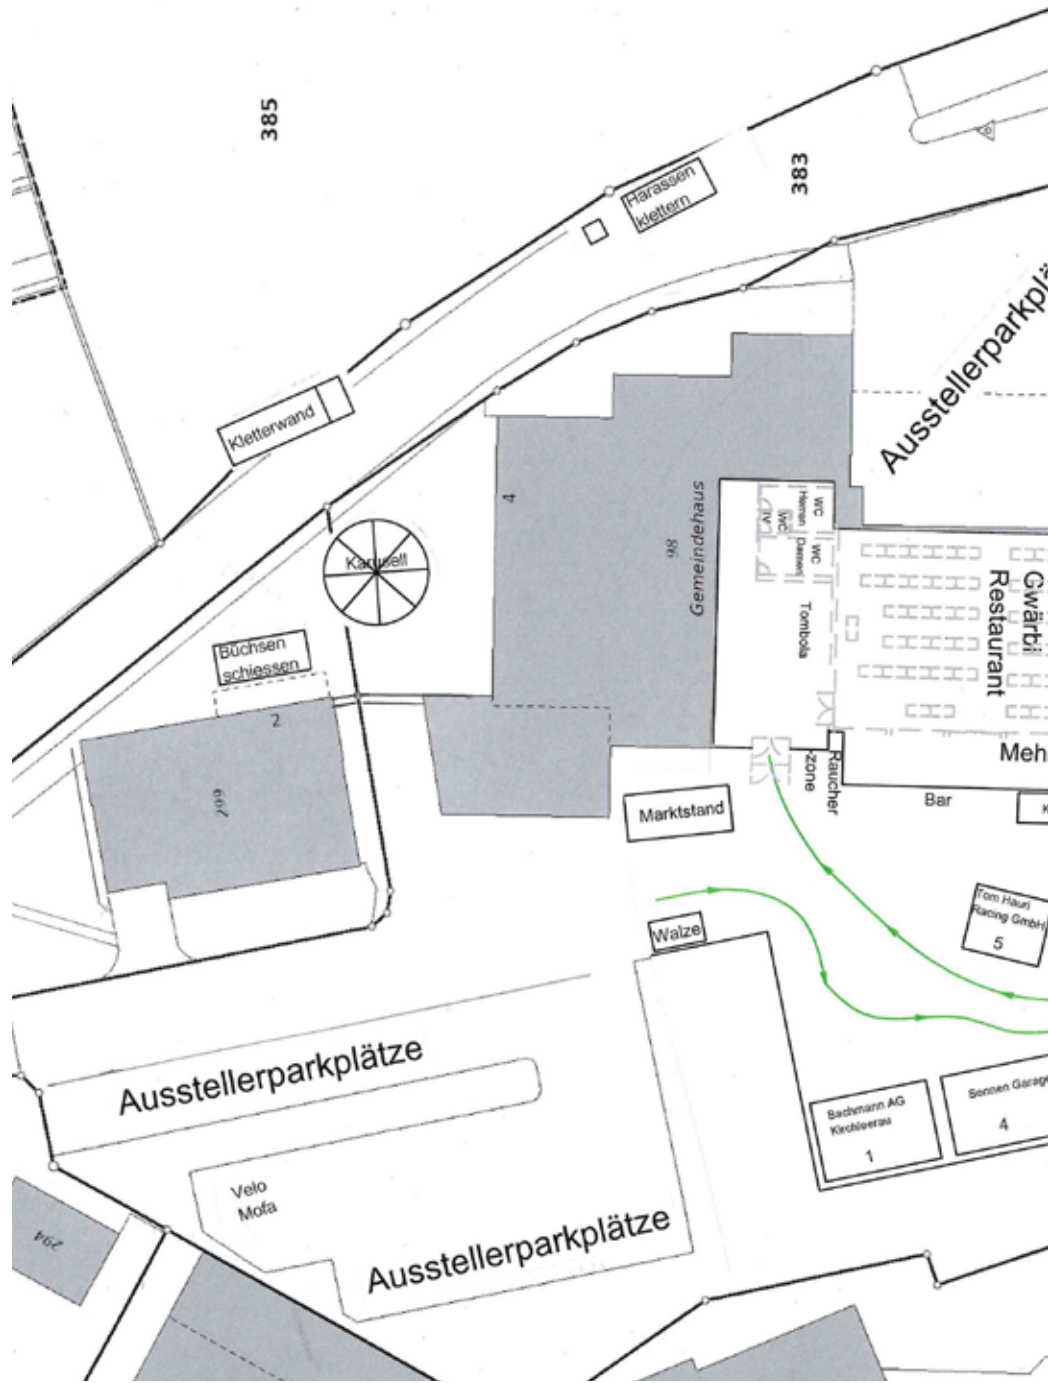 385
383
Harassen
klettern
Ausstellerparkplä
Kletterwand
4
Gemeindehaus
98
WC
Herren
WC
IV
WC
Damen
Tombola
Gwärbi
Restaurant
Karussell
Büchsen
schiessen
2
667
Meh
Raucher
-zone
Bar
K
Marktstand
Tom Hauri
Racing GmbH
5
Walze
Ausstellerparkplätze
Bachmann AG
Kirchleerau
1
Sonnen Garage
4
Velo
Mofa
Ausstellerparkplätze
294